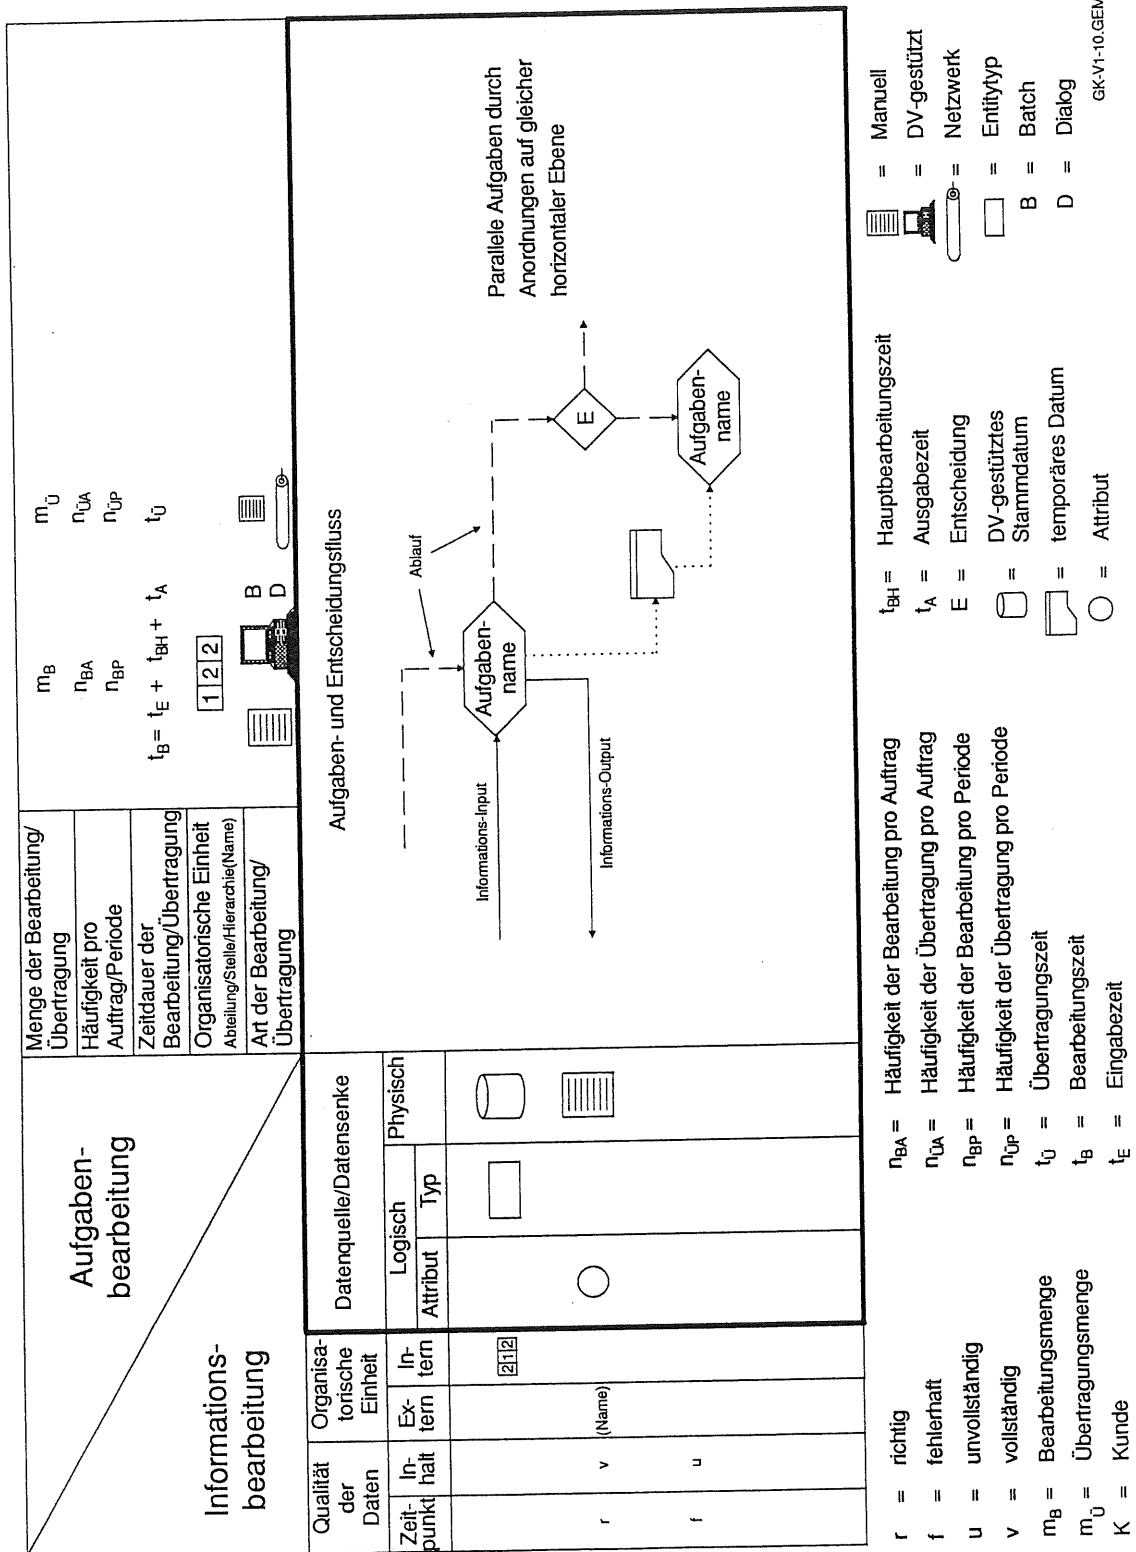 Aufgaben-
bearbeitung
Informations-
bearbeitung
Menge der Bearbeitung/
Übertragung
m_B
m_Ü
Häufigkeit pro
Auftrag/Periode
n_BA
n_ÜA
n_BP
n_ÜP
Zeitdauer der
Bearbeitung/Übertragung
t_B = t_E + t_BH + t_A
t_Ü
Organisatorische Einheit
Abteilung/Stelle/Hierarchie(Name)
1 2 2
Art der Bearbeitung/
Übertragung
B
D
Qualität
der
Daten
Organisa-
torische
Einheit
Datenquelle/Datensenke
Zeit-
punkt
In-
halt
Ex-
tern
In-
tern
Logisch
Attribut
Typ
Physisch
2 1 2
r
v
(Name)
f
u
Aufgaben- und Entscheidungsfluss
Informations-Input
Informations-Output
Aufgaben-
name
Ablauf
E
Aufgaben-
name
Parallele Aufgaben durch
Anordnungen auf gleicher
horizontaler Ebene
r = richtig
f = fehlerhaft
u = unvollständig
v = vollständig
m_B = Bearbeitungsmenge
m_Ü = Übertragungsmenge
K = Kunde
n_BA = Häufigkeit der Bearbeitung pro Auftrag
n_ÜA = Häufigkeit der Übertragung pro Auftrag
n_BP = Häufigkeit der Bearbeitung pro Periode
n_ÜP = Häufigkeit der Übertragung pro Periode
t_Ü = Übertragungszeit
t_B = Bearbeitungszeit
t_E = Eingabezeit
t_BH = Hauptbearbeitungszeit
t_A = Ausgabezeit
E = Entscheidung
= DV-gestütztes
Stammdatum
= temporäres Datum
= Attribut
= Manuell
= DV-gestützt
= Netzwerk
= Entitytyp
B = Batch
D = Dialog
GK-V1-10.GEM